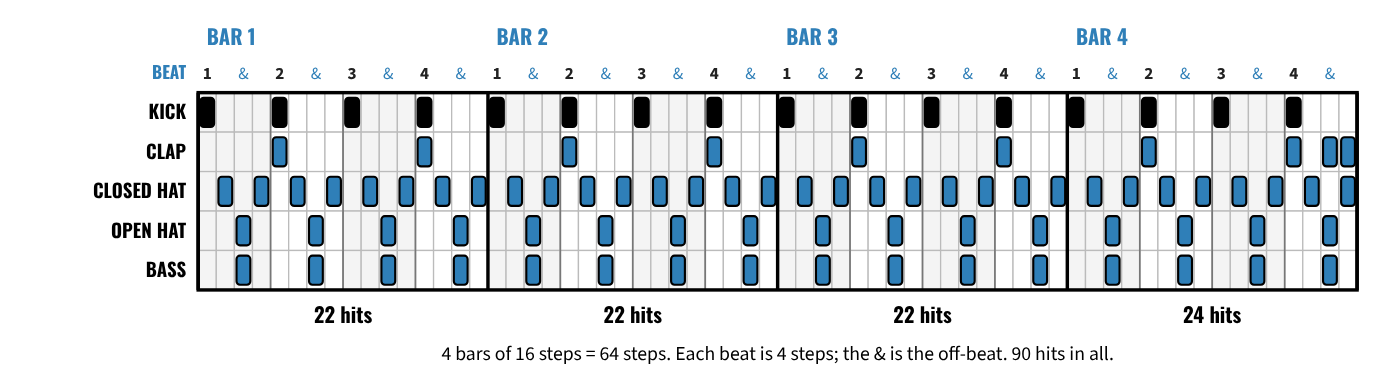 BAR 1 BAR 2 BAR 3 BAR 4
BEAT 1 & 2 & 3 & 4 & 1 & 2 & 3 & 4 & 1 & 2 & 3 & 4 & 1 & 2 & 3 & 4 &
KICK
CLAP
CLOSED HAT
OPEN HAT
BASS
22 hits 22 hits 22 hits 24 hits
4 bars of 16 steps = 64 steps. Each beat is 4 steps; the & is the off-beat. 90 hits in all.